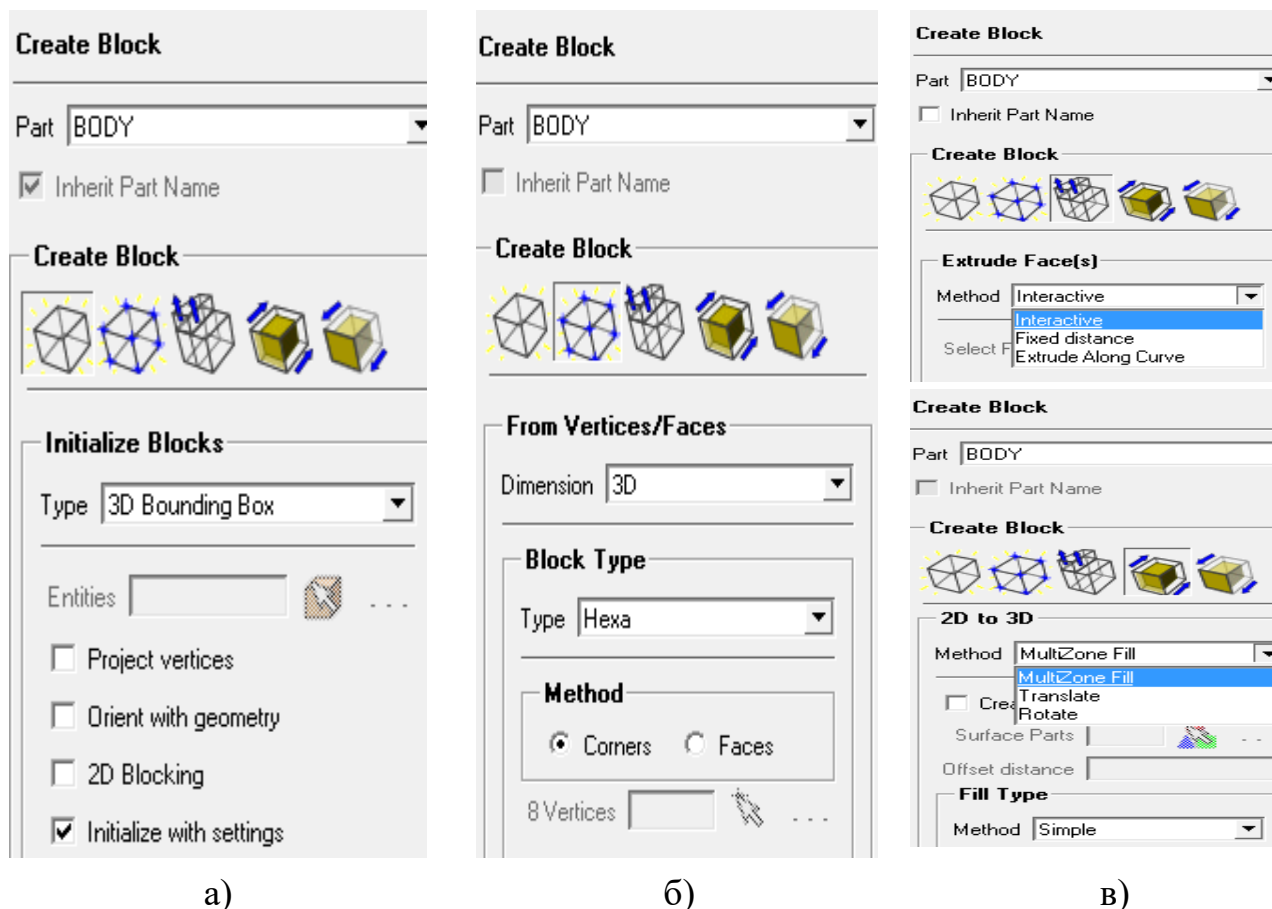 Create Block
Part BODY
Inherit Part Name
Create Block
Initialize Blocks
Type 3D Bounding Box
Entities
. . .
Project vertices
Orient with geometry
2D Blocking
Initialize with settings
а)
Create Block
Part BODY
Inherit Part Name
Create Block
From Vertices/Faces
Dimension 3D
Block Type
Type Hexa
Method
Corners Faces
8 Vertices . . .
б)
Create Block
Part BODY
Inherit Part Name
Create Block
Extrude Face(s)
Method Interactive
Interactive
Fixed distance
Select F
Extrude Along Curve
Create Block
Part BODY
Inherit Part Name
Create Block
2D to 3D
Method MultiZone Fill
MultiZone Fill
Translate
Crea
Rotate
Surface Parts . .
Offset distance
Fill Type
Method Simple
в)